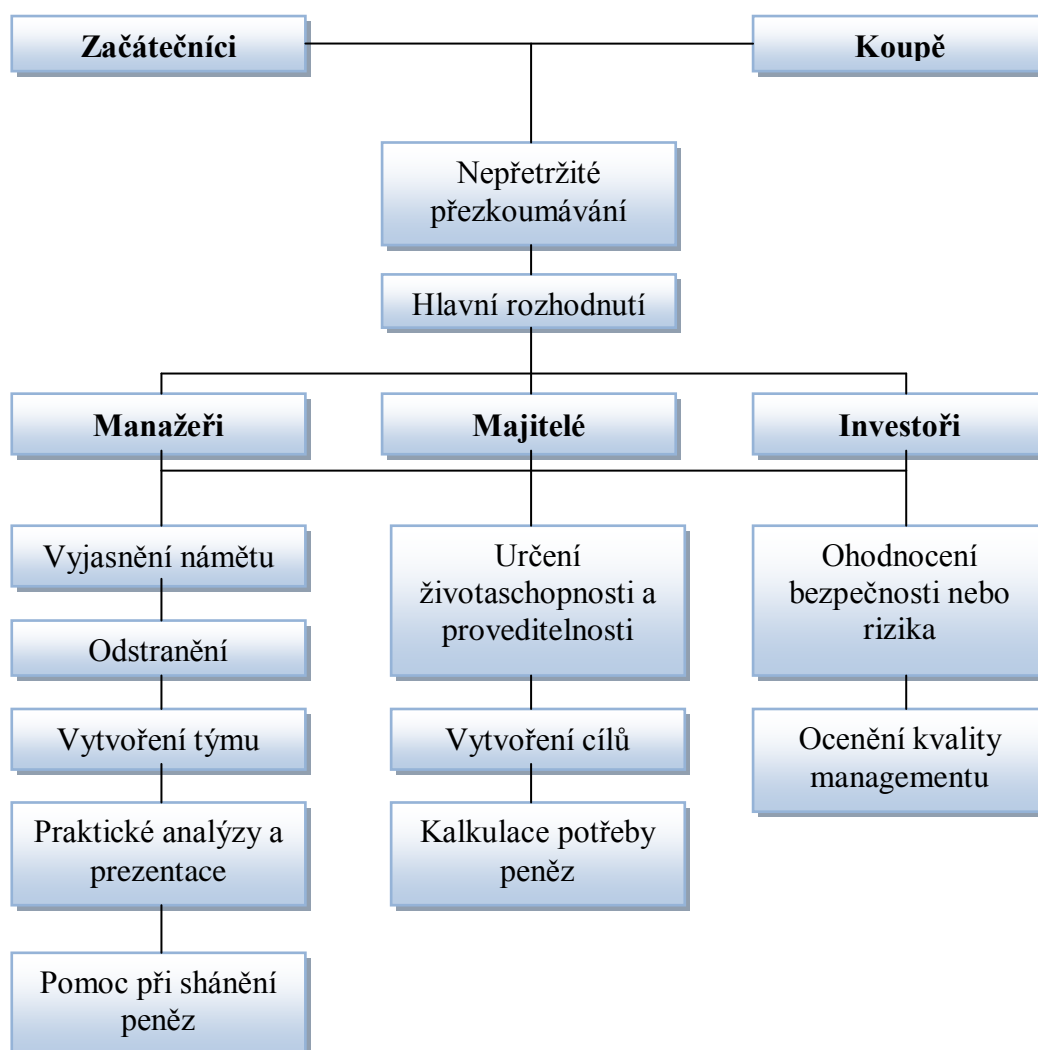 Začátečníci
Koupě
Nepřetržité
přezkoumávání
Hlavní rozhodnutí
Manažeři
Majitelé
Investoři
Vyjasnění námětu
Odstranění
Vytvoření týmu
Praktické analýzy a
prezentace
Pomoc při shánění
peněz
Určení
životaschopnosti a
proveditelnosti
Vytvoření cílů
Kalkulace potřeby
peněz
Ohodnocení
bezpečnosti nebo
rizika
Ocenění kvality
managementu